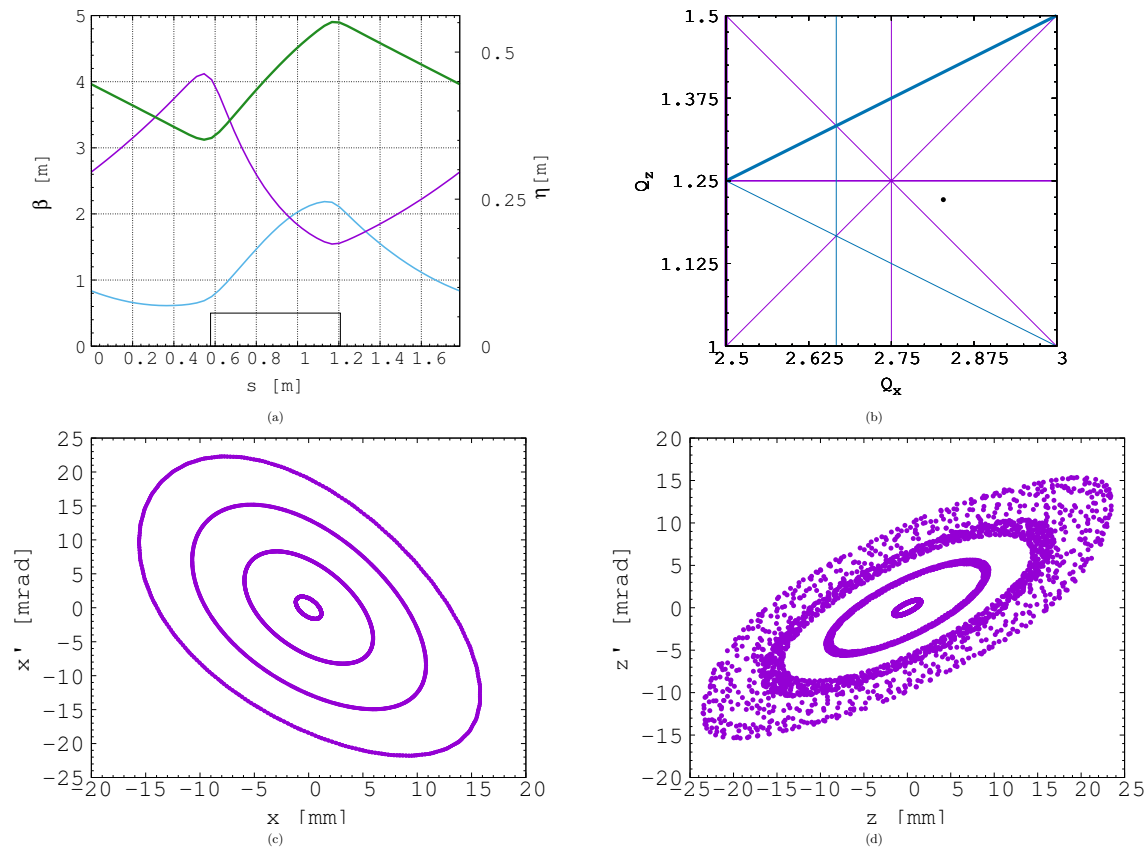 5
4
3
2
1
0
β [m]
0.5
0.25
0
η[m]
0 0.2 0.4 0.6 0.8 1 1.2 1.4 1.6
s [m]
(a)
1.5
1.375
1.25
1.125
1
Qz
2.5 2.625 2.75 2.875 3
Qx
(b)
25
20
15
10
5
0
−5
−10
−15
−20
−25
x' [mrad]
−20 −15 −10 −5 0 5 10 15 20
x [mm]
(c)
20
15
10
5
0
−5
−10
−15
−20
z' [mrad]
−25−20−15−10 −5 0 5 10 15 20 25
z [mm]
(d)